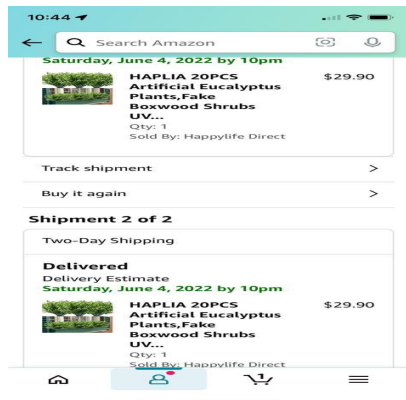 10:44
Search Amazon
Saturday, June 4, 2022 by 10pm
HAPLIA 20PCS $29.90
Artificial Eucalyptus
Plants,Fake
Boxwood Shrubs
UV...
Qty: 1
Sold By: Happylife Direct
Track shipment >
Buy it again >
Shipment 2 of 2
Two-Day Shipping
Delivered
Delivery Estimate
Saturday, June 4, 2022 by 10pm
HAPLIA 20PCS $29.90
Artificial Eucalyptus
Plants,Fake
Boxwood Shrubs
UV...
Qty: 1
Sold By: Happylife Direct
1